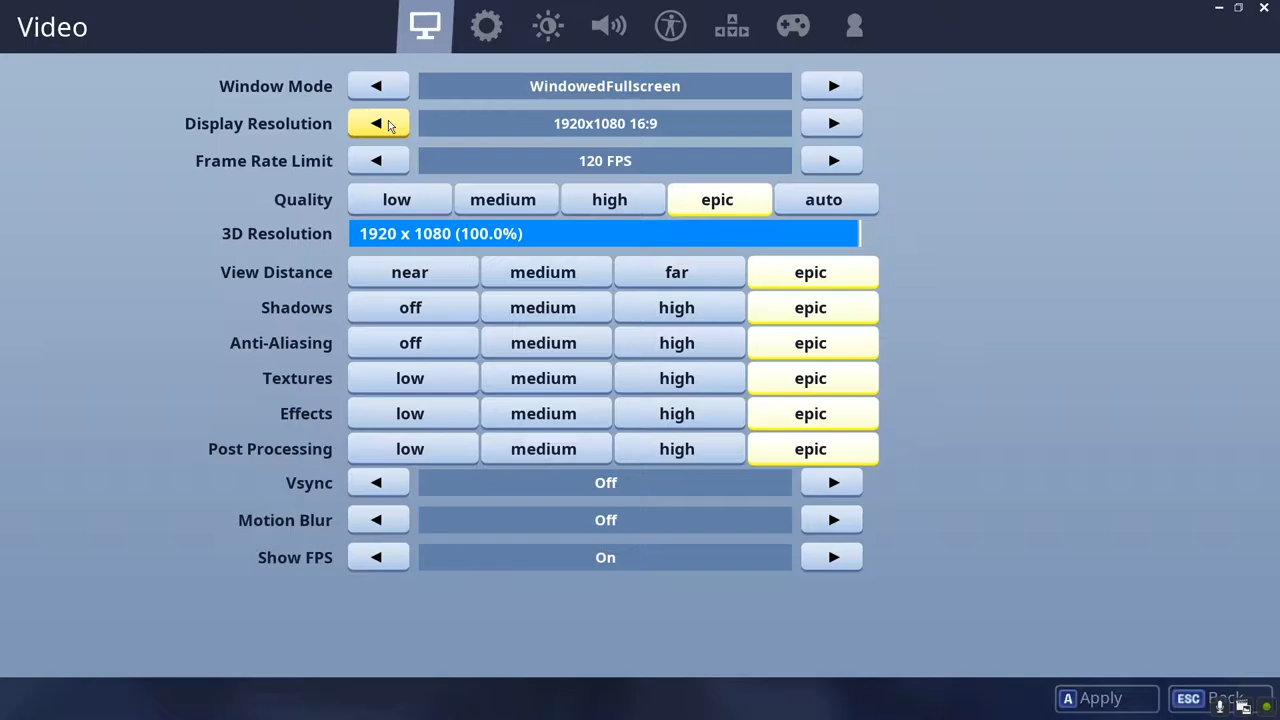 Video
Window Mode WindowedFullscreen
Display Resolution 1920x1080 16:9
Frame Rate Limit 120 FPS
Quality low medium high epic auto
3D Resolution 1920 x 1080 (100.0%)
View Distance near medium far epic
Shadows off medium high epic
Anti-Aliasing off medium high epic
Textures low medium high epic
Effects low medium high epic
Post Processing low medium high epic
Vsync Off
Motion Blur Off
Show FPS On
A Apply ESC Back